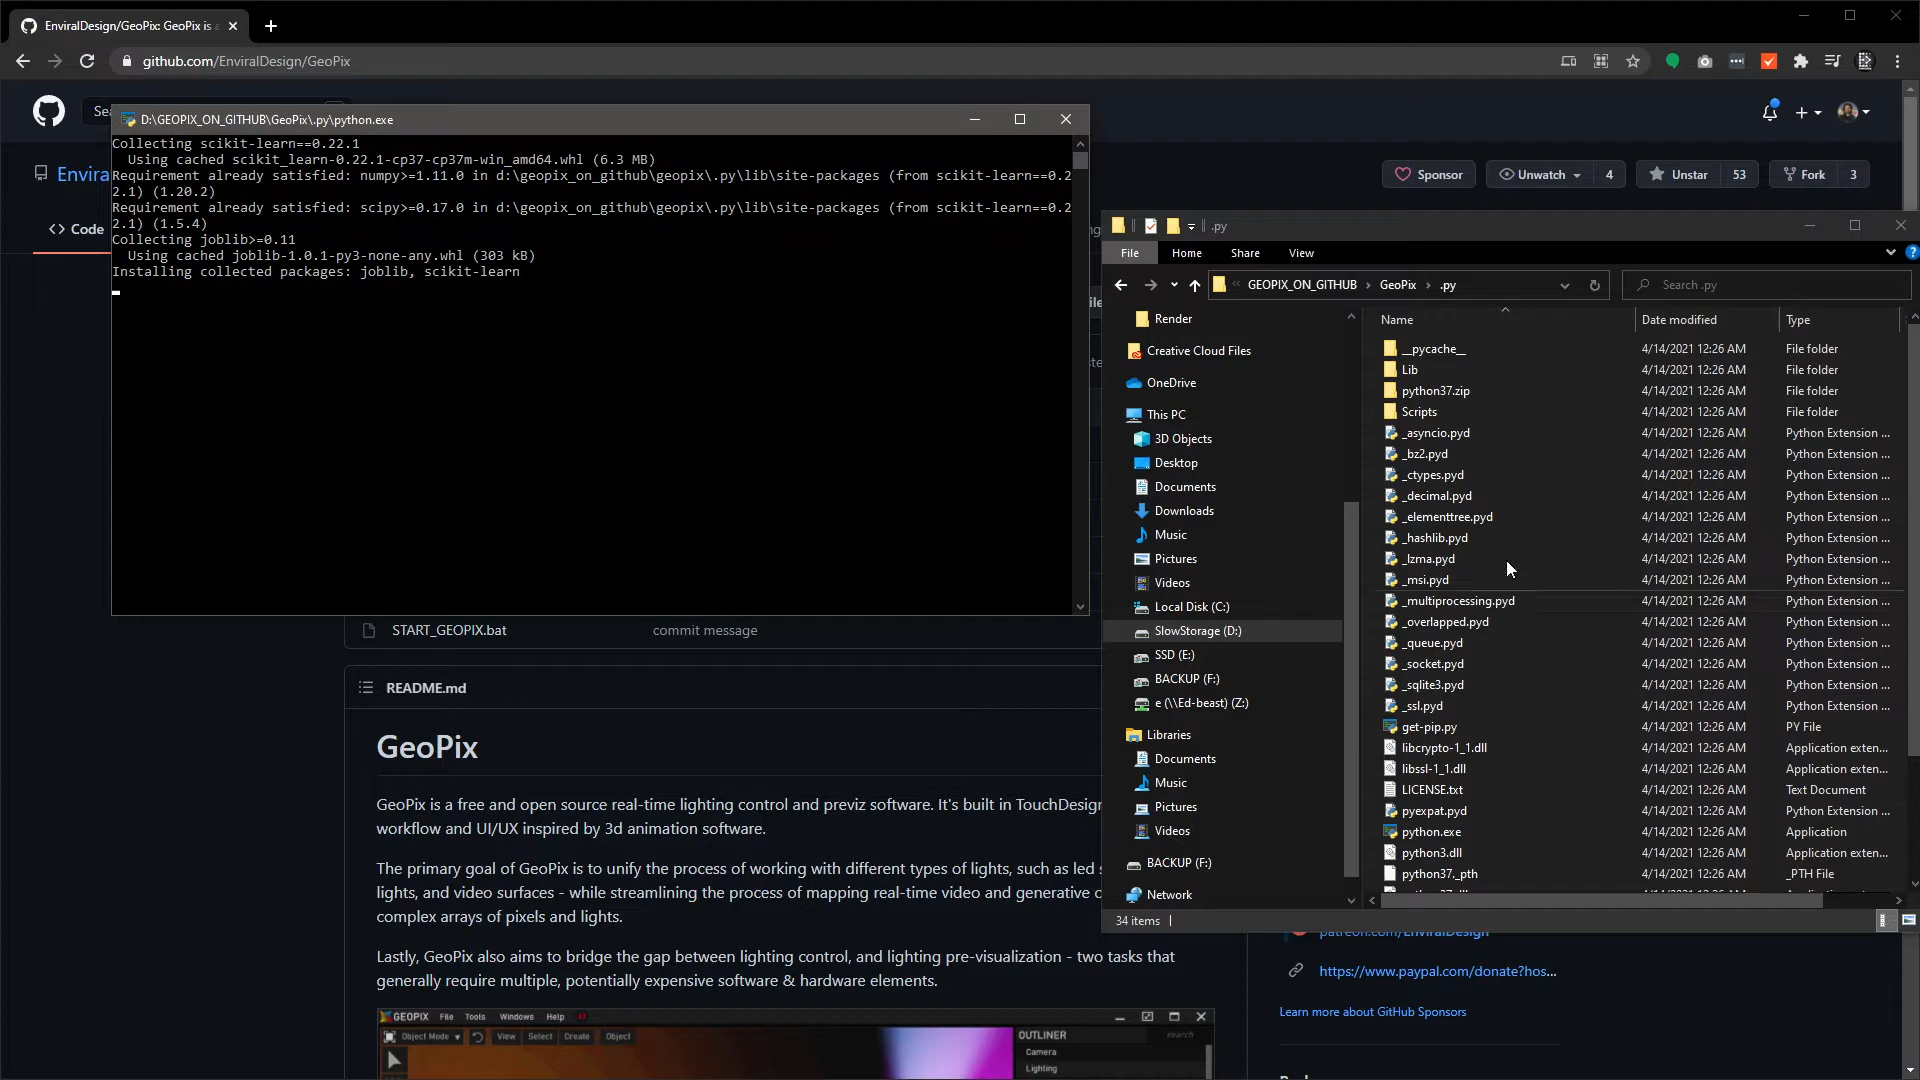 EnviralDesign/GeoPix: GeoPix is a
github.com/EnviralDesign/GeoPix
Sea
D:\GEOPIX_ON_GITHUB\GeoPix\.py\python.exe
Collecting scikit-learn==0.22.1
Using cached scikit_learn-0.22.1-cp37-cp37m-win_amd64.whl (6.3 MB)
Requirement already satisfied: numpy>=1.11.0 in d:\geopix_on_github\geopix\.py\lib\site-packages (from scikit-learn==0.2
2.1) (1.20.2)
Requirement already satisfied: scipy>=0.17.0 in d:\geopix_on_github\geopix\.py\lib\site-packages (from scikit-learn==0.2
2.1) (1.5.4)
Collecting joblib>=0.11
Using cached joblib-1.0.1-py3-none-any.whl (303 kB)
Installing collected packages: joblib, scikit-learn
Envira
<> Code
Sponsor
Unwatch 4
Unstar 53
Fork 3
.py
File Home Share View
GEOPIX_ON_GITHUB › GeoPix › .py
Search .py
Render
Creative Cloud Files
OneDrive
This PC
3D Objects
Desktop
Documents
Downloads
Music
Pictures
Videos
Local Disk (C:)
SlowStorage (D:)
SSD (E:)
BACKUP (F:)
e (\\Ed-beast) (Z:)
Libraries
Documents
Music
Pictures
Videos
BACKUP (F:)
Network
Name Date modified Type
__pycache__ 4/14/2021 12:26 AM File folder
Lib 4/14/2021 12:26 AM File folder
python37.zip 4/14/2021 12:26 AM File folder
Scripts 4/14/2021 12:26 AM File folder
_asyncio.pyd 4/14/2021 12:26 AM Python Extension ...
_bz2.pyd 4/14/2021 12:26 AM Python Extension ...
_ctypes.pyd 4/14/2021 12:26 AM Python Extension ...
_decimal.pyd 4/14/2021 12:26 AM Python Extension ...
_elementtree.pyd 4/14/2021 12:26 AM Python Extension ...
_hashlib.pyd 4/14/2021 12:26 AM Python Extension ...
_lzma.pyd 4/14/2021 12:26 AM Python Extension ...
_msi.pyd 4/14/2021 12:26 AM Python Extension ...
_multiprocessing.pyd 4/14/2021 12:26 AM Python Extension ...
_overlapped.pyd 4/14/2021 12:26 AM Python Extension ...
_queue.pyd 4/14/2021 12:26 AM Python Extension ...
_socket.pyd 4/14/2021 12:26 AM Python Extension ...
_sqlite3.pyd 4/14/2021 12:26 AM Python Extension ...
_ssl.pyd 4/14/2021 12:26 AM Python Extension ...
get-pip.py 4/14/2021 12:26 AM PY File
libcrypto-1_1.dll 4/14/2021 12:26 AM Application exten...
libssl-1_1.dll 4/14/2021 12:26 AM Application exten...
LICENSE.txt 4/14/2021 12:26 AM Text Document
pyexpat.pyd 4/14/2021 12:26 AM Python Extension ...
python.exe 4/14/2021 12:26 AM Application
python3.dll 4/14/2021 12:26 AM Application exten...
python37._pth 4/14/2021 12:26 AM _PTH File
34 items
START_GEOPIX.bat commit message
README.md
GeoPix
GeoPix is a free and open source real-time lighting control and previz software. It's built in TouchDesign
workflow and UI/UX inspired by 3d animation software.
The primary goal of GeoPix is to unify the process of working with different types of lights, such as led s
lights, and video surfaces - while streamlining the process of mapping real-time video and generative c
complex arrays of pixels and lights.
Lastly, GeoPix also aims to bridge the gap between lighting control, and lighting pre-visualization - two tasks that
generally require multiple, potentially expensive software & hardware elements.
GEOPIX File Tools Windows Help
Object Mode View Select Create Object
OUTLINER search
Camera
Lighting
patreon.com/EnviralDesign
https://www.paypal.com/donate?hos...
Learn more about GitHub Sponsors